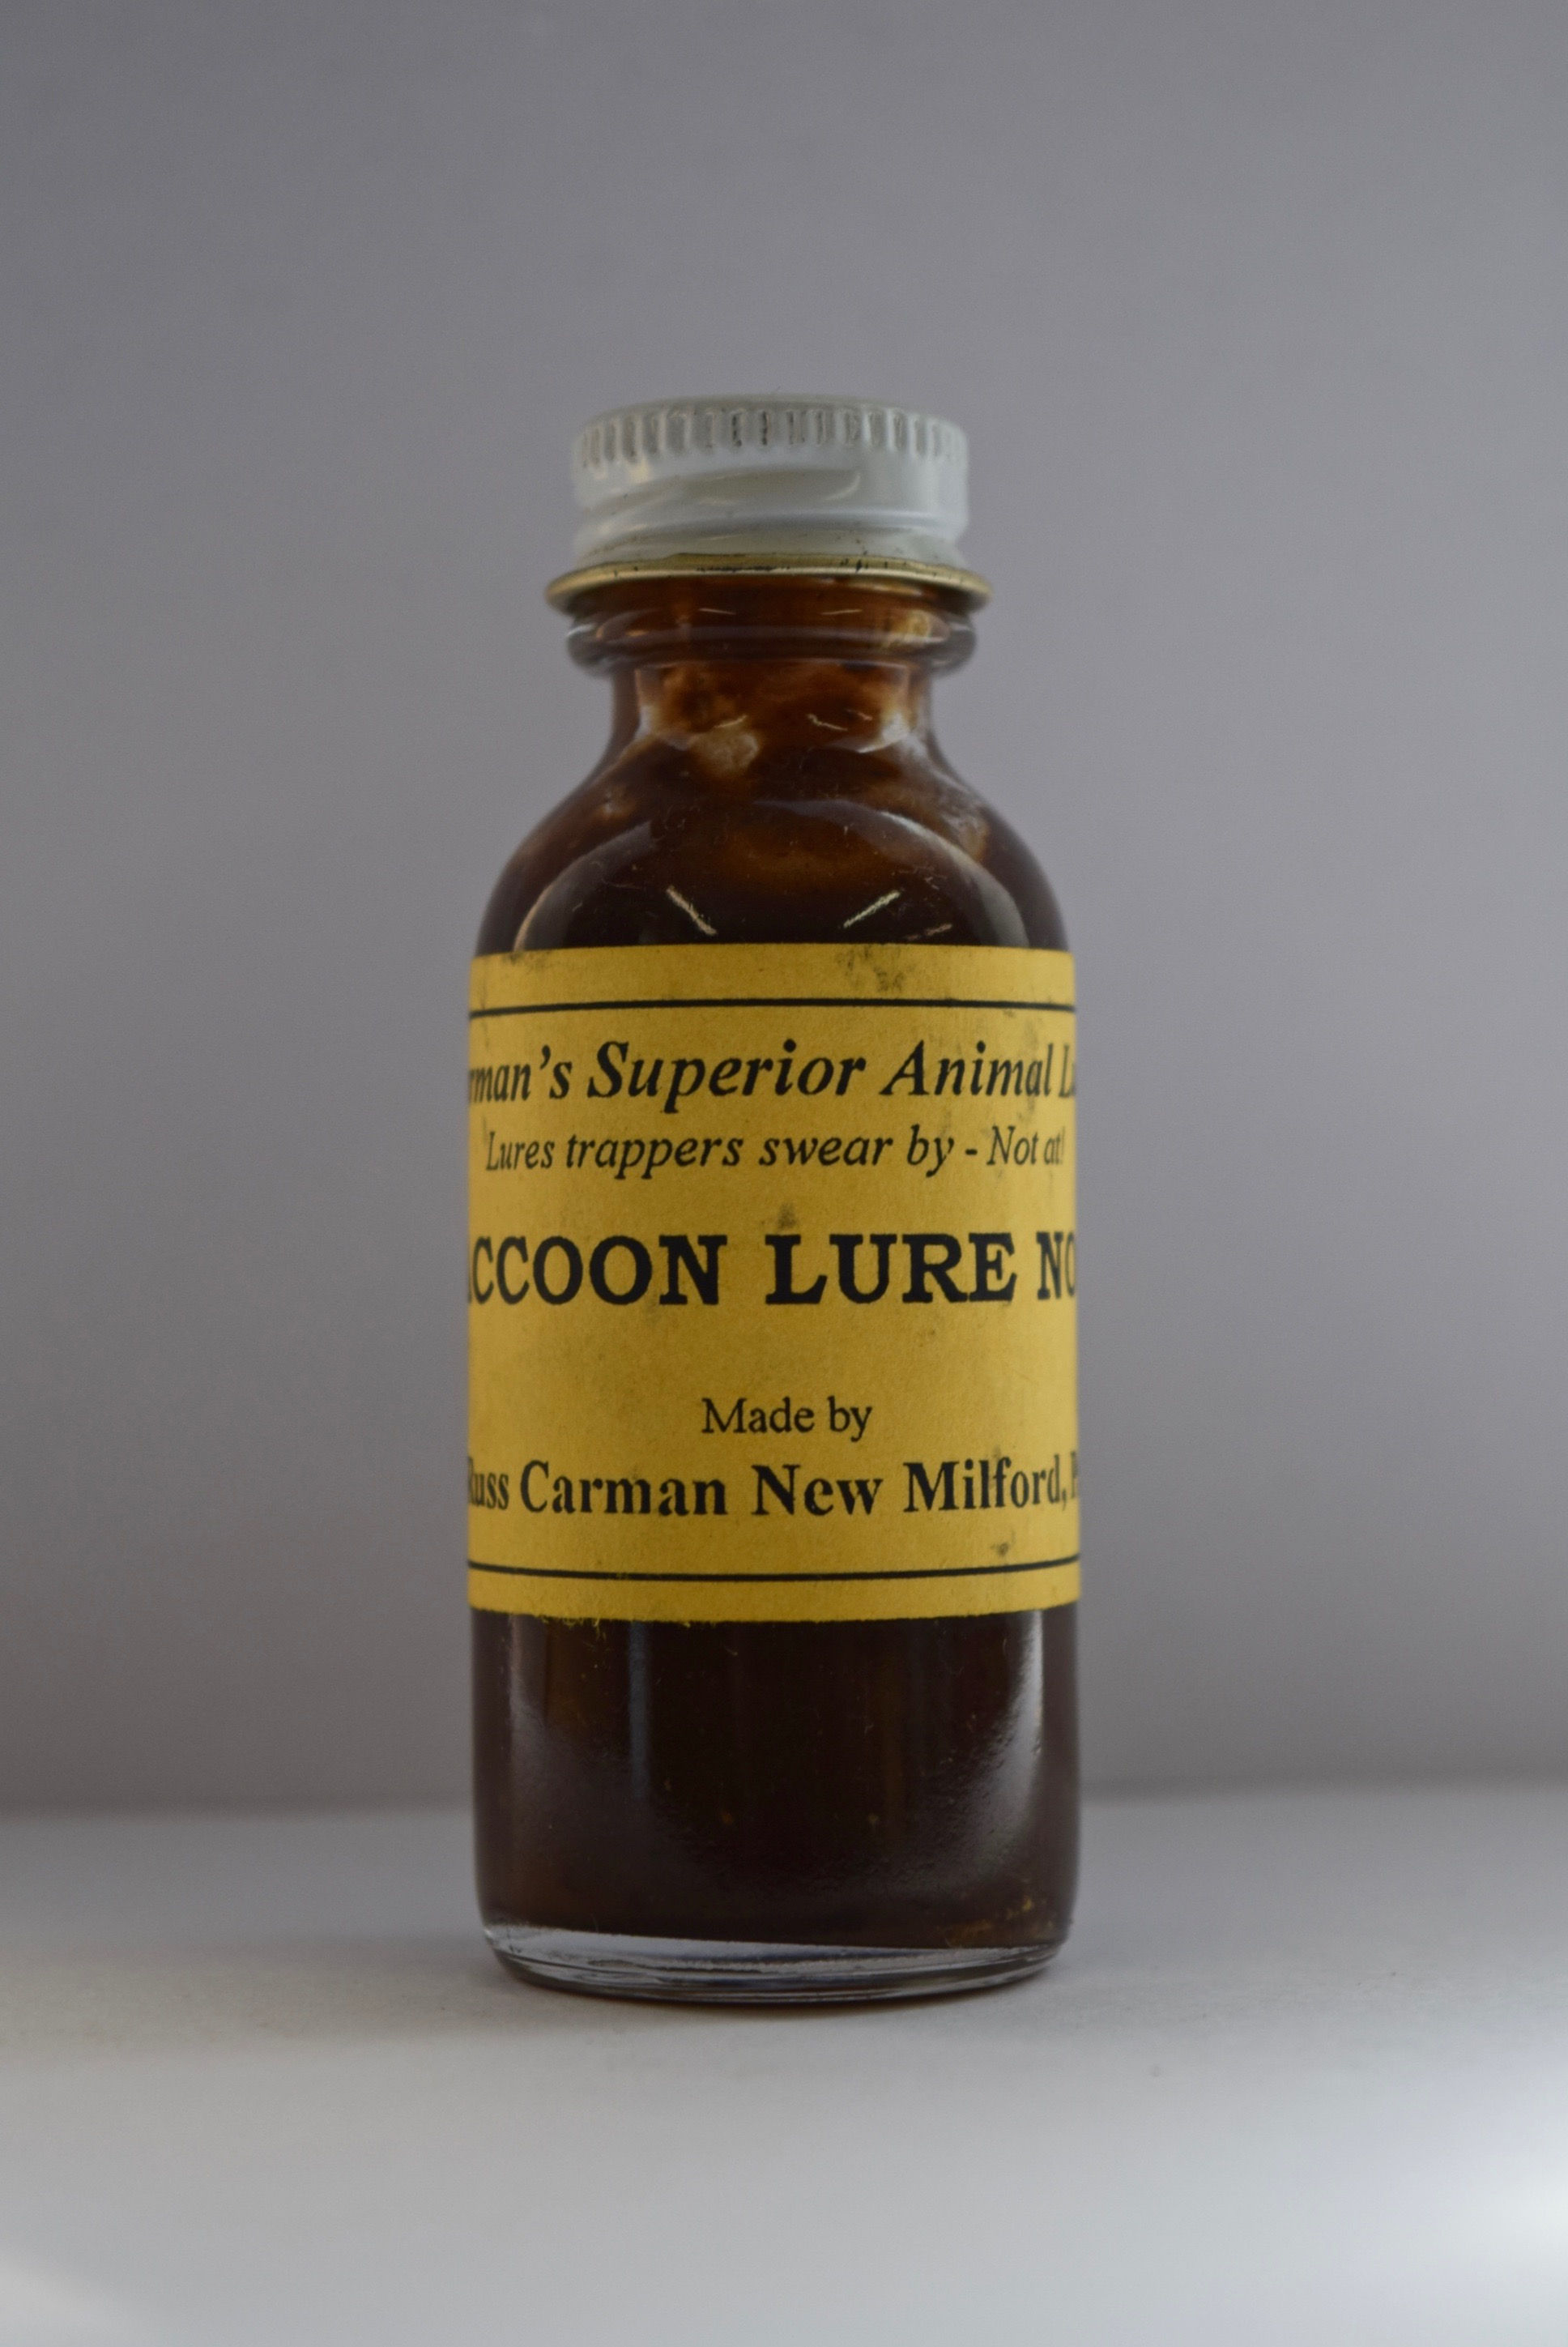 rman's Superior Animal L
Lures trappers swear by - Not at!
ACCOON LURE NO
Made by
Russ Carman New Milford, P